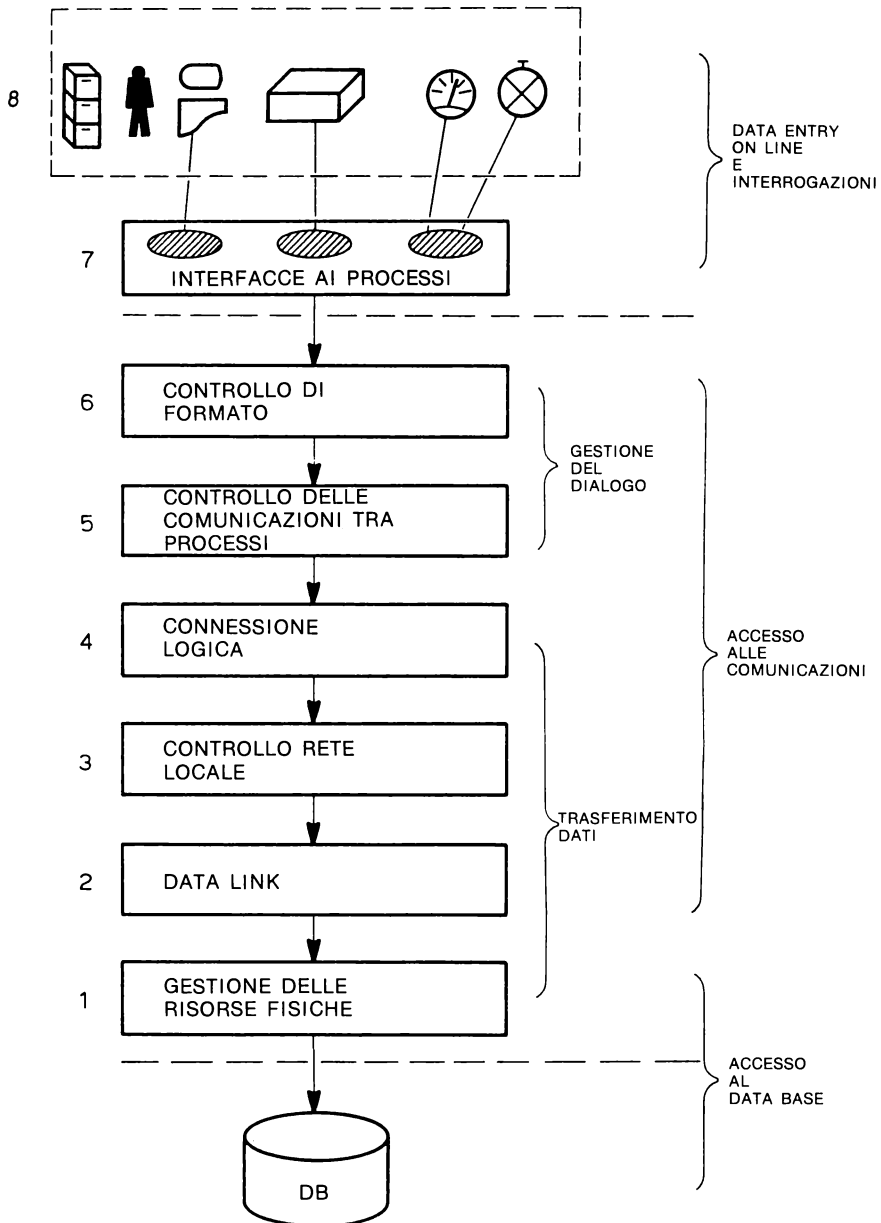 8
DATA ENTRY
ON LINE
E
INTERROGAZIONI
7
INTERFACCE AI PROCESSI
6
CONTROLLO DI
FORMATO
GESTIONE
DEL
DIALOGO
5
CONTROLLO DELLE
COMUNICAZIONI TRA
PROCESSI
4
CONNESSIONE
LOGICA
ACCESSO
ALLE
COMUNICAZIONI
3
CONTROLLO RETE
LOCALE
TRASFERIMENTO
DATI
2
DATA LINK
1
GESTIONE DELLE
RISORSE FISICHE
ACCESSO
AL
DATA BASE
DB